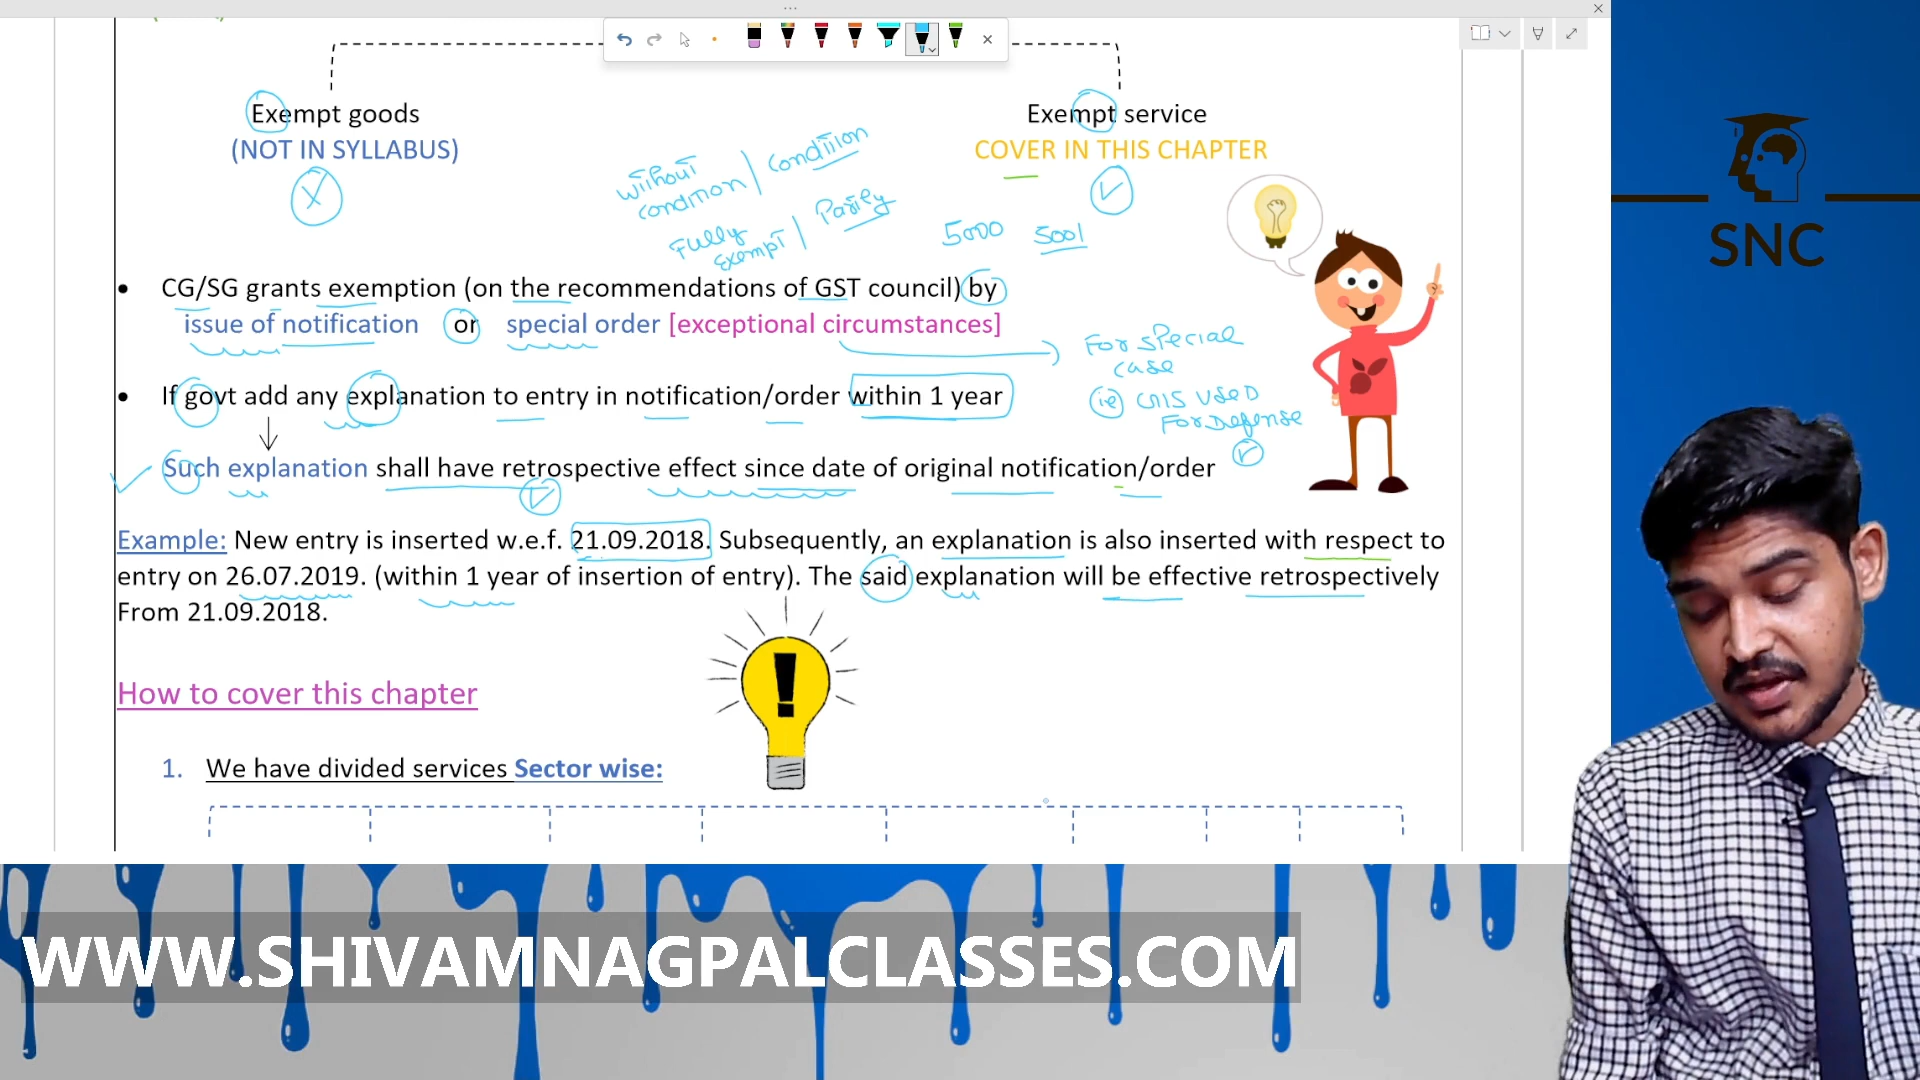 Exempt goods
Exempt service
(NOT IN SYLLABUS)
COVER IN THIS CHAPTER
X
Without condition | condition
Fully Exempt | Partly
5000 5001
SNC
• CG/SG grants exemption (on the recommendations of GST council) by
issue of notification or special order [exceptional circumstances]
For special case
(ie) used For Defense
• If govt add any explanation to entry in notification/order within 1 year
Such explanation shall have retrospective effect since date of original notification/order
Example: New entry is inserted w.e.f. 21.09.2018. Subsequently, an explanation is also inserted with respect to
entry on 26.07.2019. (within 1 year of insertion of entry). The said explanation will be effective retrospectively
From 21.09.2018.
How to cover this chapter
1. We have divided services Sector wise:
WWW.SHIVAMNAGPALCLASSES.COM